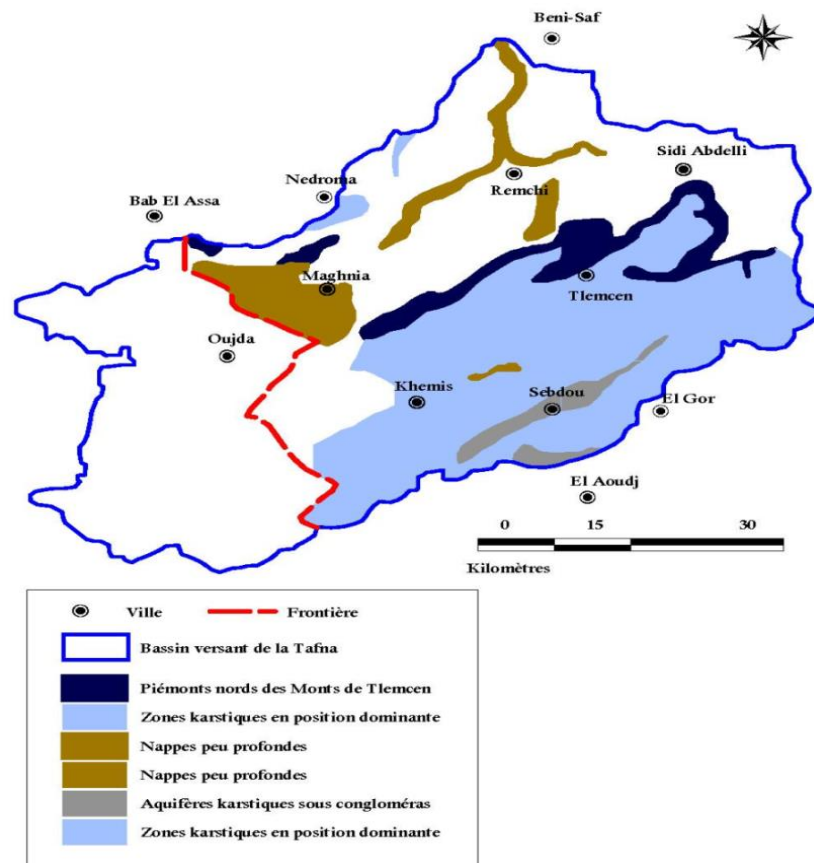 Beni-Saf
Sidi Abdelli
Nedroma
Remchi
Bab El Assa
Maghnia
Tlemcen
Oujda
Khemis
Sebdou
El Gor
El Aoudj
0 15 30
Kilomètres
Ville Frontière
Bassin versant de la Tafna
Piémonts nords des Monts de Tlemcen
Zones karstiques en position dominante
Nappes peu profondes
Nappes peu profondes
Aquifères karstiques sous congloméras
Zones karstiques en position dominante